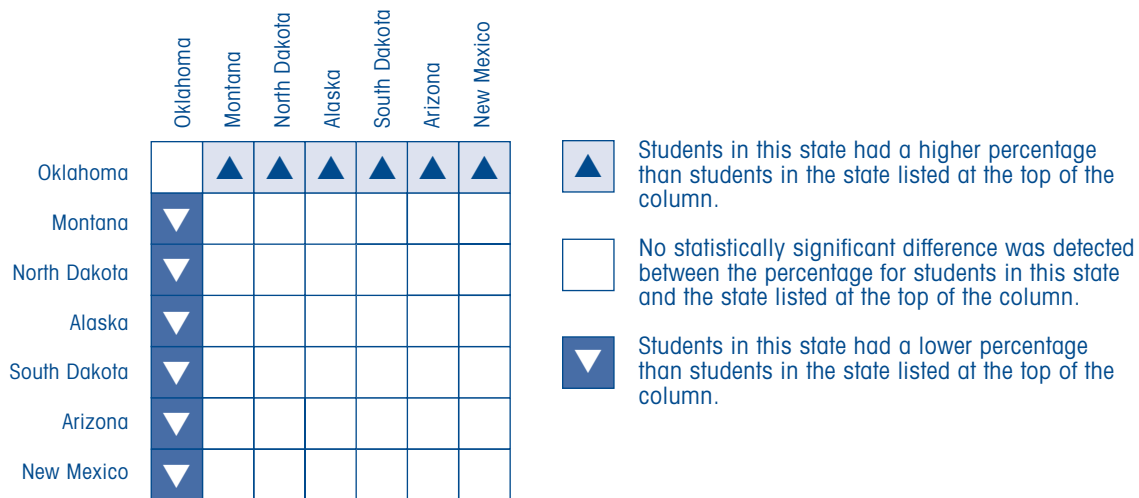 Oklahoma
Montana
North Dakota
Alaska
South Dakota
Arizona
New Mexico
Oklahoma
Montana
North Dakota
Alaska
South Dakota
Arizona
New Mexico
Students in this state had a higher percentage
than students in the state listed at the top of the
column.
No statistically significant difference was detected
between the percentage for students in this state
and the state listed at the top of the column.
Students in this state had a lower percentage
than students in the state listed at the top of the
column.